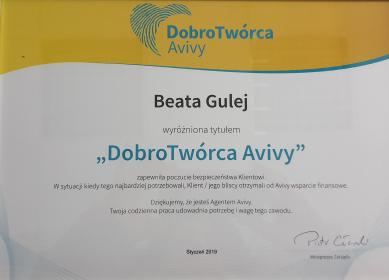 DobroTwórca
Avivy
Beata Gulej
wyróżniona tytułem
„DobroTwórca Avivy”
zapewniła poczucie bezpieczeństwa Klientowi.
W sytuacji kiedy tego najbardziej potrzebowali, Klient / jego bliscy otrzymali od Avivy wsparcie finansowe.
Dziękujemy, że jesteś Agentem Avivy.
Twoja codzienna praca udowadnia potrzebę i wagę tego zawodu.
Styczeń 2019